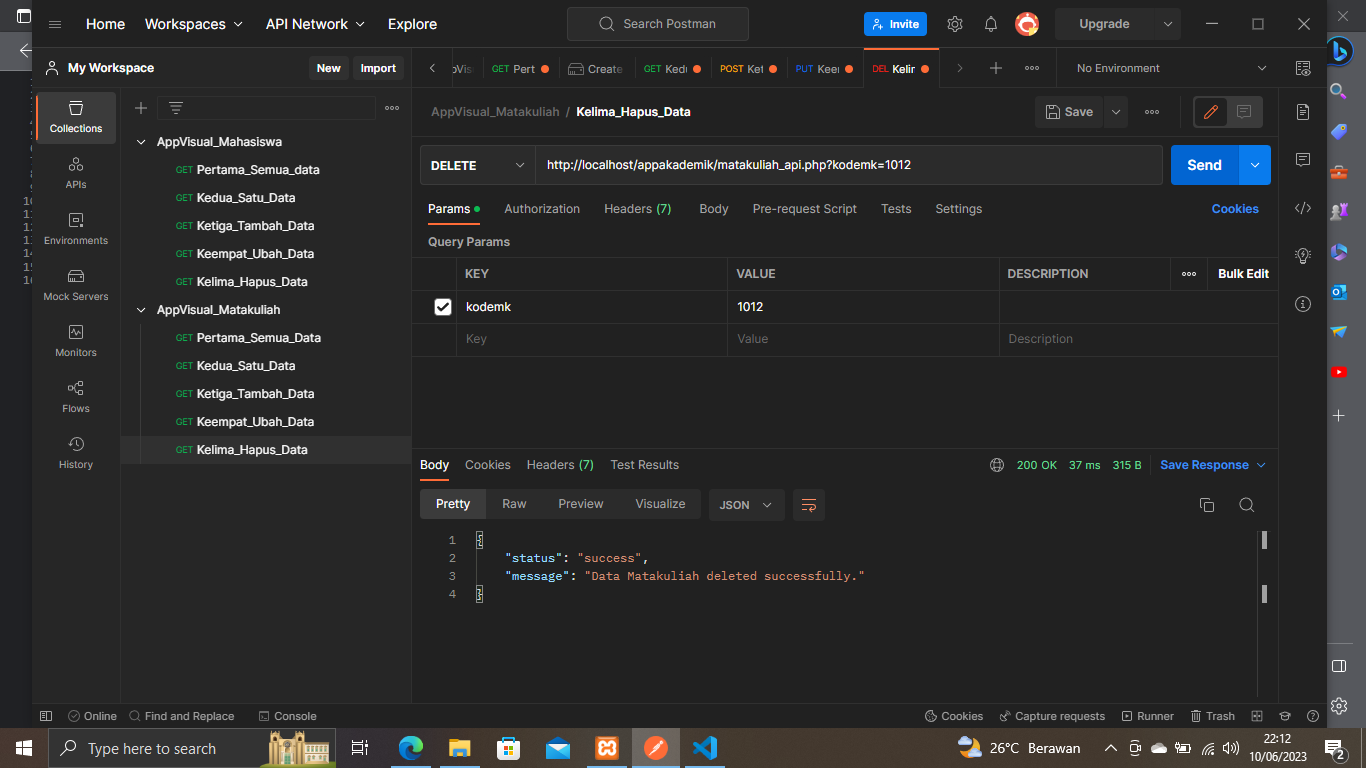 Home
Workspaces
API Network
Explore
Search Postman
Invite
Upgrade
My Workspace
New
Import
GET Pert
Create
GET Ked
POST Ket
PUT Keen
DEL Kelir
No Environment
Collections
APIs
Environments
Mock Servers
Monitors
Flows
History
AppVisual_Mahasiswa
GET Pertama_Semua_data
GET Kedua_Satu_Data
GET Ketiga_Tambah_Data
GET Keempat_Ubah_Data
GET Kelima_Hapus_Data
AppVisual_Matakuliah
GET Pertama_Semua_Data
GET Kedua_Satu_Data
GET Ketiga_Tambah_Data
GET Keempat_Ubah_Data
GET Kelima_Hapus_Data
AppVisual_Matakuliah / Kelima_Hapus_Data
Save
DELETE
http://localhost/appakademik/matakuliah_api.php?kodemk=1012
Send
Params
Authorization
Headers (7)
Body
Pre-request Script
Tests
Settings
Cookies
Query Params
KEY VALUE DESCRIPTION
Bulk Edit
kodemk 1012
Key Value Description
Body
Cookies
Headers (7)
Test Results
200 OK 37 ms 315 B
Save Response
Pretty
Raw
Preview
Visualize
JSON
1 {
2 "status": "success",
3 "message": "Data Matakuliah deleted successfully."
4 }
Online
Find and Replace
Console
Cookies
Capture requests
Runner
Trash
Type here to search
26°C Berawan
22:12
10/06/2023
2